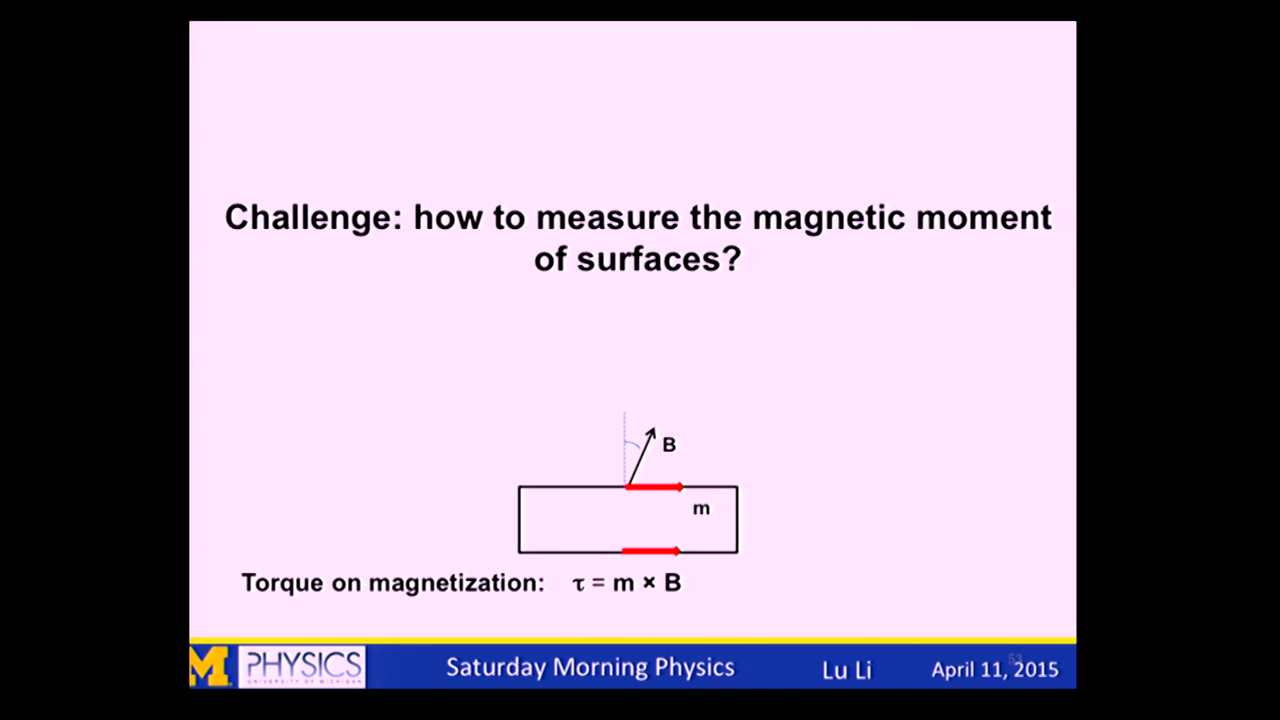 Challenge: how to measure the magnetic moment
of surfaces?
B
m
Torque on magnetization: τ = m × B
M PHYSICS
UNIVERSITY OF MICHIGAN
Saturday Morning Physics
Lu Li
April 11, 2015
53